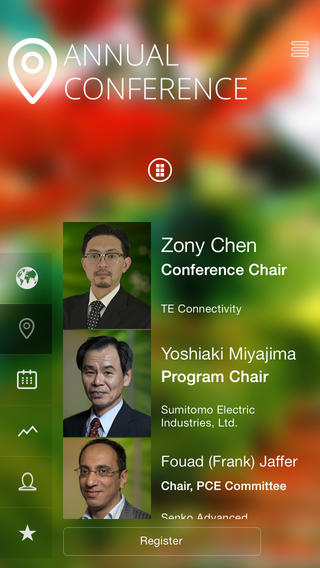 ANNUAL
CONFERENCE
Zony Chen
Conference Chair
TE Connectivity
Yoshiaki Miyajima
Program Chair
Sumitomo Electric
Industries, Ltd.
Fouad (Frank) Jaffer
Chair, PCE Committee
Senko Advanced
Register